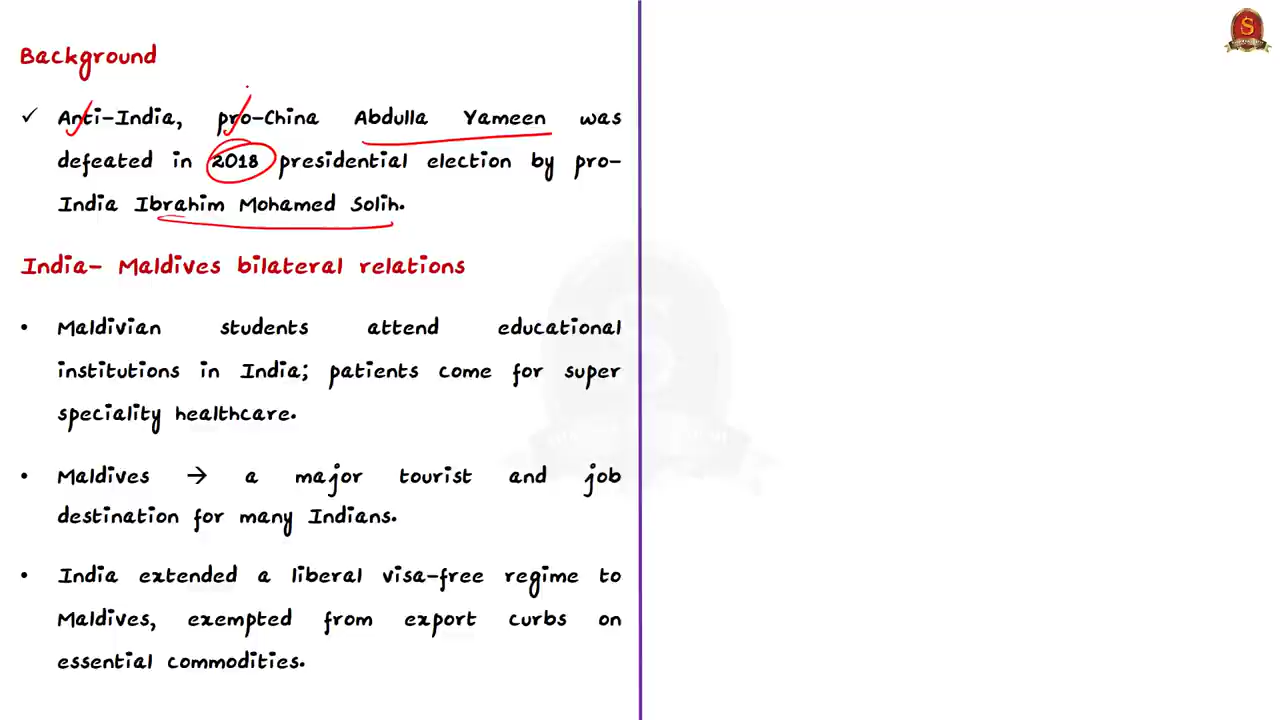 Background
✓ Anti-India, pro-China Abdulla Yameen was
defeated in 2018 presidential election by pro-
India Ibrahim Mohamed Solih.
India- Maldives bilateral relations
• Maldivian students attend educational
institutions in India; patients come for super
speciality healthcare.
• Maldives → a major tourist and job
destination for many Indians.
• India extended a liberal visa-free regime to
Maldives, exempted from export curbs on
essential commodities.